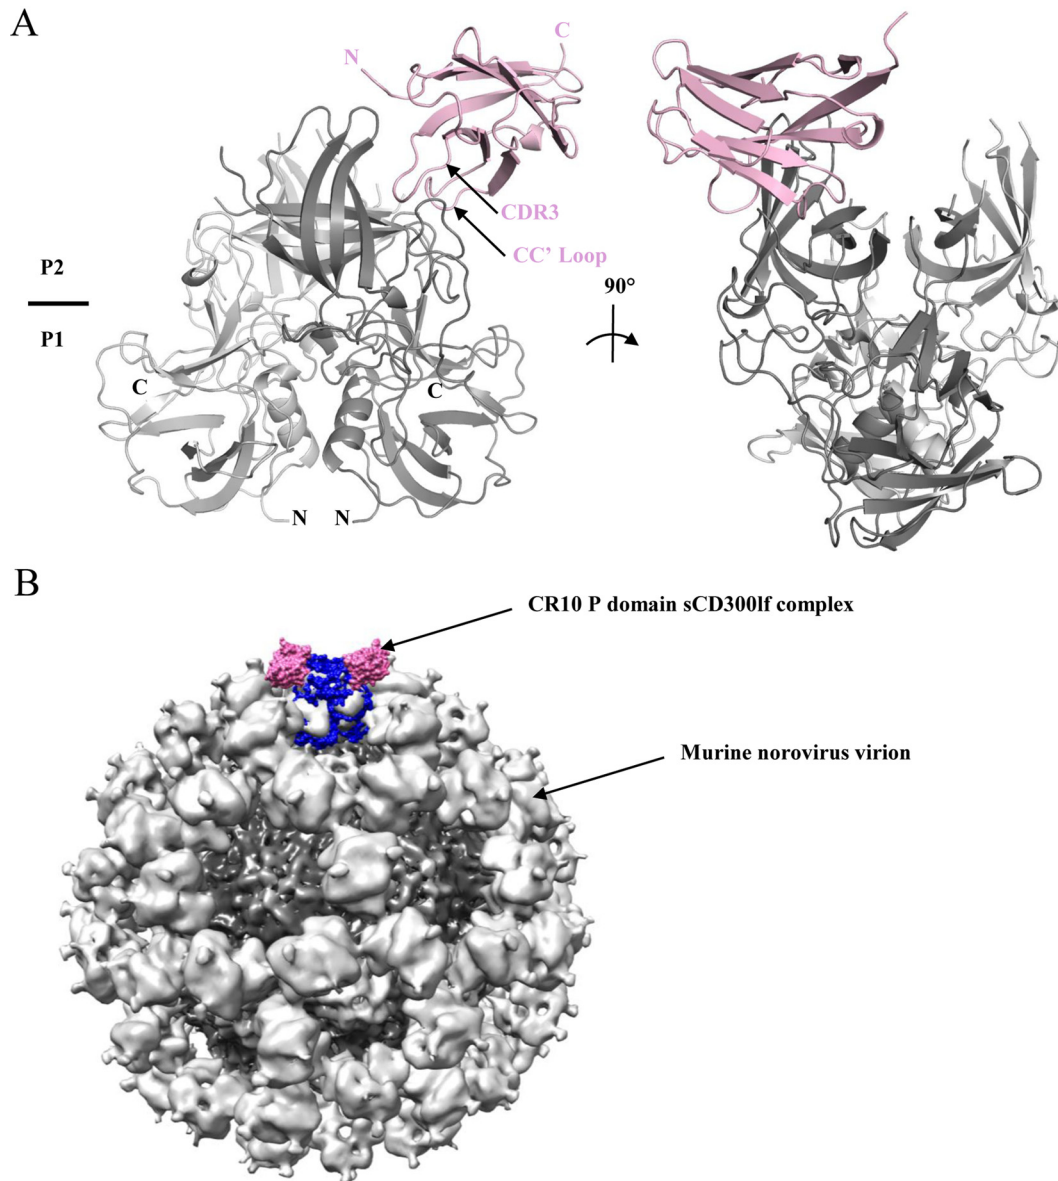 A
N
C
CDR3
CC' Loop
P2
P1
90°
C
C
N
N
B
CR10 P domain sCD300lf complex
Murine norovirus virion